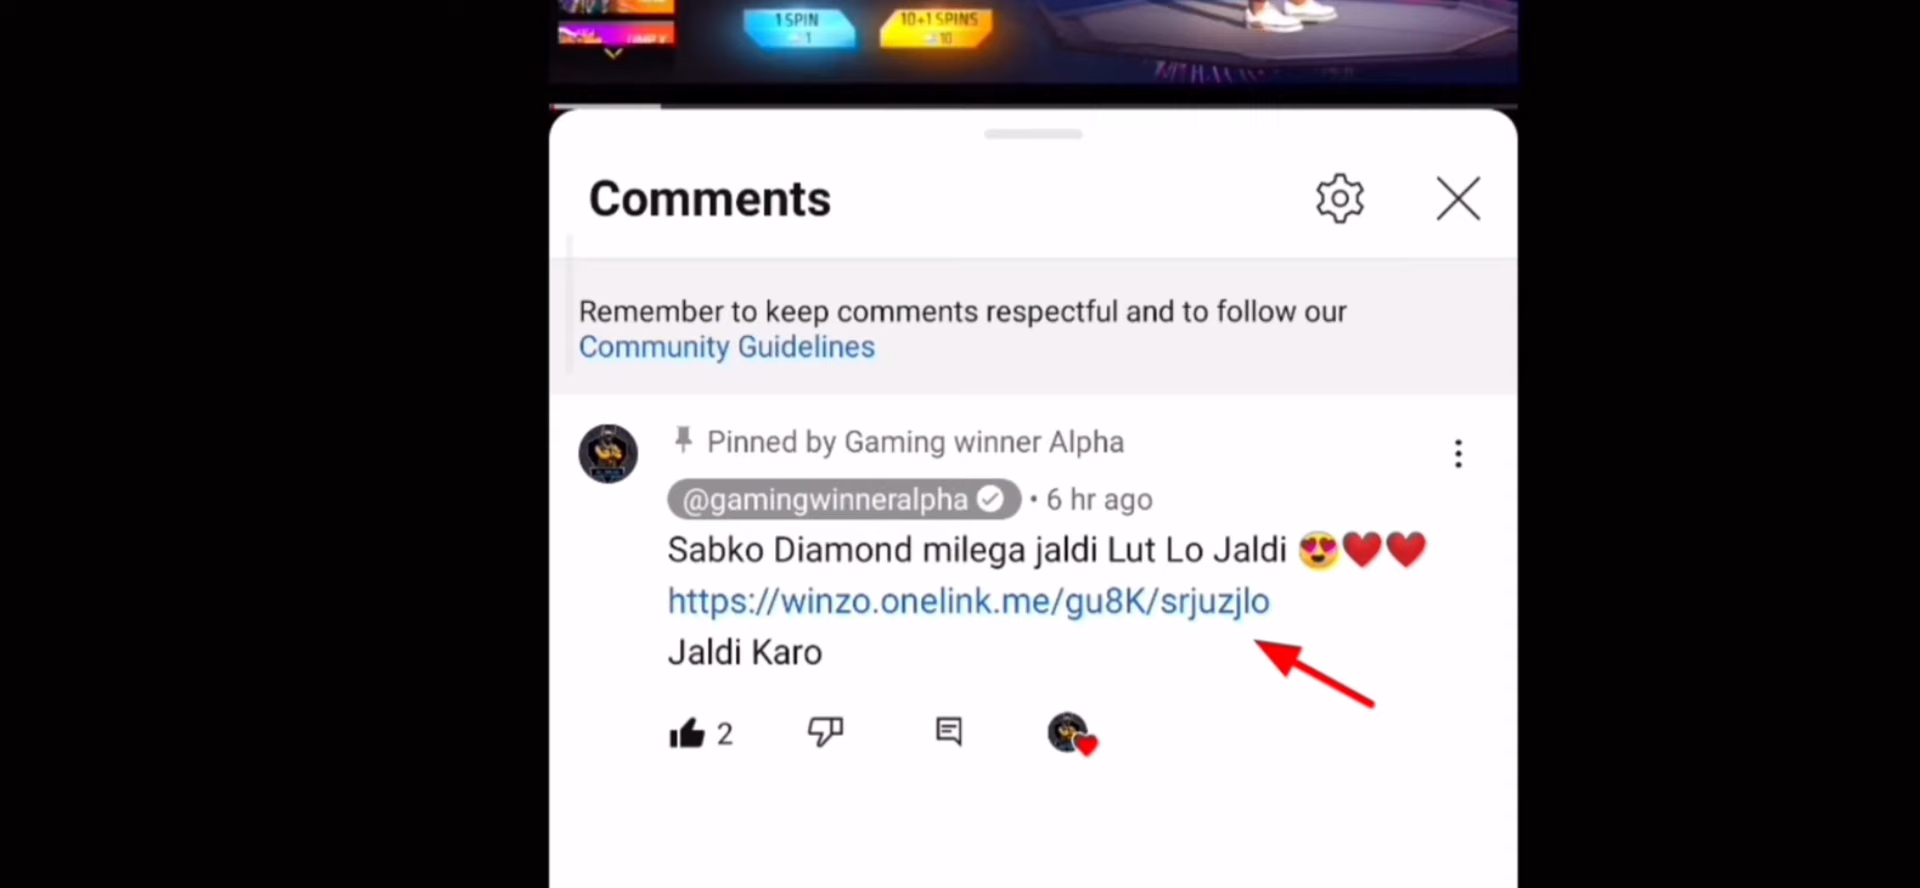 1 SPIN
1
10+1 SPINS
10
Comments
Remember to keep comments respectful and to follow our
Community Guidelines
Pinned by Gaming winner Alpha
@gamingwinneralpha • 6 hr ago
Sabko Diamond milega jaldi Lut Lo Jaldi 😍❤️❤️
https://winzo.onelink.me/gu8K/srjuzjlo
Jaldi Karo
2